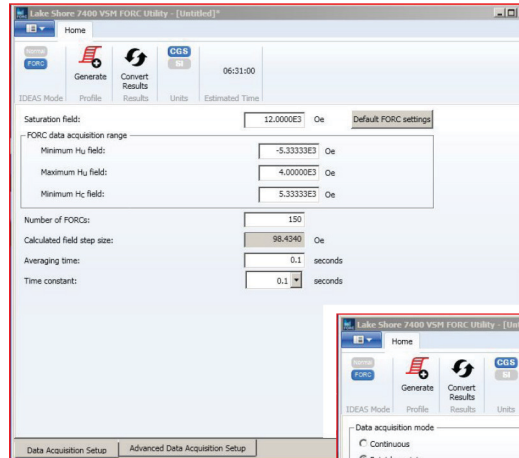 Lake Shore 7400 VSM FORC Utility - [Untitled]*
Home
Normal
FORC
Generate
Convert Results
CGS
SI
06:31:00
IDEAS Mode
Profile
Results
Units
Estimated Time
Saturation field:
12.0000E3 Oe
Default FORC settings
FORC data acquisition range
Minimum Hu field:
-5.33333E3 Oe
Maximum Hu field:
4.00000E3 Oe
Minimum Hc field:
5.33333E3 Oe
Number of FORCs:
150
Calculated field step size:
98.4340 Oe
Averaging time:
0.1 seconds
Time constant:
0.1 seconds
Data Acquisition Setup
Advanced Data Acquisition Setup
Lake Shore 7400 VSM FORC Utility - [Un
Home
Normal
FORC
Generate
Convert Results
CGS
SI
IDEAS Mode
Profile
Results
Units
Data acquisition mode
Continuous